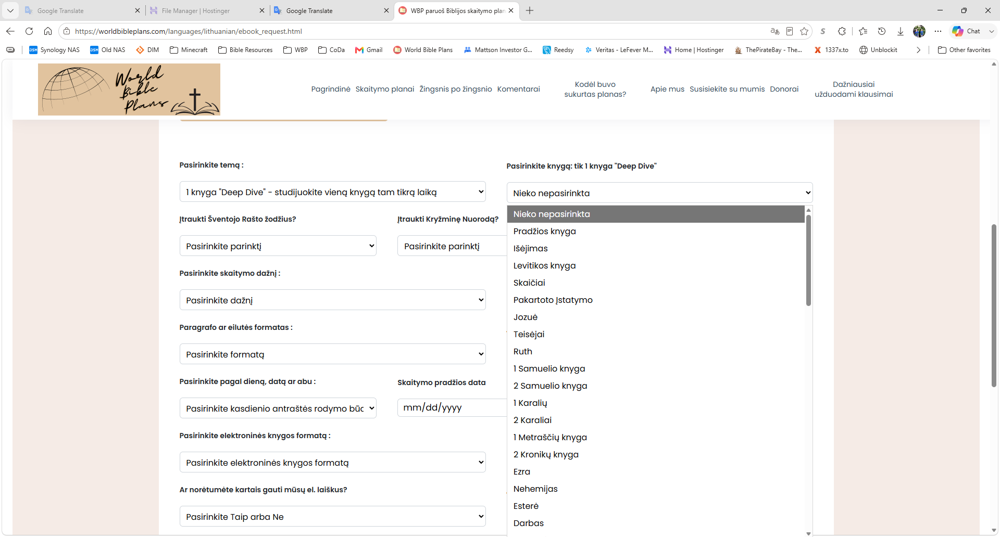 Google Translate
File Manager | Hostinger
Google Translate
WBP paruoš Biblijos skaitymo plan
https://worldbibleplans.com/languages/lithuanian/ebook_request.html
Chat
Synology NAS
Old NAS
DIM
Minecraft
Bible Resources
WBP
CoDa
Gmail
World Bible Plans
Mattson Investor G...
Reedsy
Veritas - LeFever M...
Home | Hostinger
ThePirateBay - The...
1337x.to
Unblockit
Other favorites
World
Bible
Plans
Pagrindinė
Skaitymo planai
Žingsnis po žingsnio
Komentarai
Kodėl buvo
sukurtas planas?
Apie mus
Susisiekite su mumis
Donorai
Dažniausiai
užduodami klausimai
Pasirinkite temą :
1 knyga "Deep Dive" - studijuokite vieną knygą tam tikrą laiką
Įtraukti Šventojo Rašto žodžius?
Pasirinkite parinktį
Įtraukti Kryžminę Nuorodą?
Pasirinkite parinktį
Pasirinkite skaitymo dažnį :
Pasirinkite dažnį
Paragrafo ar eilutės formatas :
Pasirinkite formatą
Pasirinkite pagal dieną, datą ar abu :
Pasirinkite kasdienio antraštės rodymo būd
Skaitymo pradžios data
mm/dd/yyyy
Pasirinkite elektroninės knygos formatą :
Pasirinkite elektroninės knygos formatą
Ar norėtumėte kartais gauti mūsų el. laiškus?
Pasirinkite Taip arba Ne
Pasirinkite knygą: tik 1 knyga "Deep Dive"
Nieko nepasirinkta
Nieko nepasirinkta
Pradžios knyga
Išėjimas
Levitikos knyga
Skaičiai
Pakartoto Įstatymo
Jozuė
Teisėjai
Ruth
1 Samuelio knyga
2 Samuelio knyga
1 Karalių
2 Karaliai
1 Metraščių knyga
2 Kronikų knyga
Ezra
Nehemijas
Esterė
Darbas